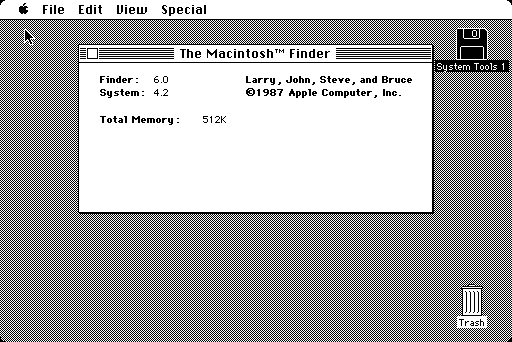 File Edit View Special
The Macintosh™ Finder
Finder: 6.0 Larry, John, Steve, and Bruce
System: 4.2 ©1987 Apple Computer, Inc.
Total Memory: 512K
System Tools 1
Trash